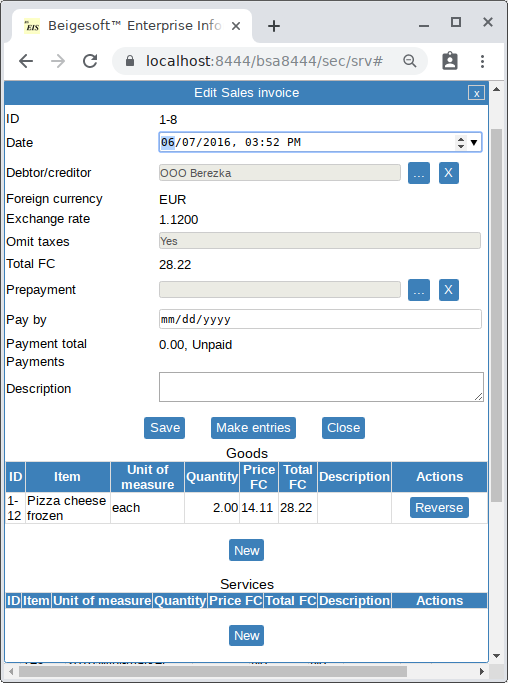 EIS Beigesoft™ Enterprise Info
localhost:8444/bsa8444/sec/srv#
Edit Sales invoice x
ID 1-8
Date 06/07/2016, 03:52 PM
Debtor/creditor OOO Berezka ... X
Foreign currency EUR
Exchange rate 1.1200
Omit taxes Yes
Total FC 28.22
Prepayment ... X
Pay by mm/dd/yyyy
Payment total 0.00, Unpaid
Payments
Description
Save Make entries Close
Goods
ID Item Unit of measure Quantity Price FC Total FC Description Actions
1-12 Pizza cheese frozen each 2.00 14.11 28.22 Reverse
New
Services
ID Item Unit of measure Quantity Price FC Total FC Description Actions
New